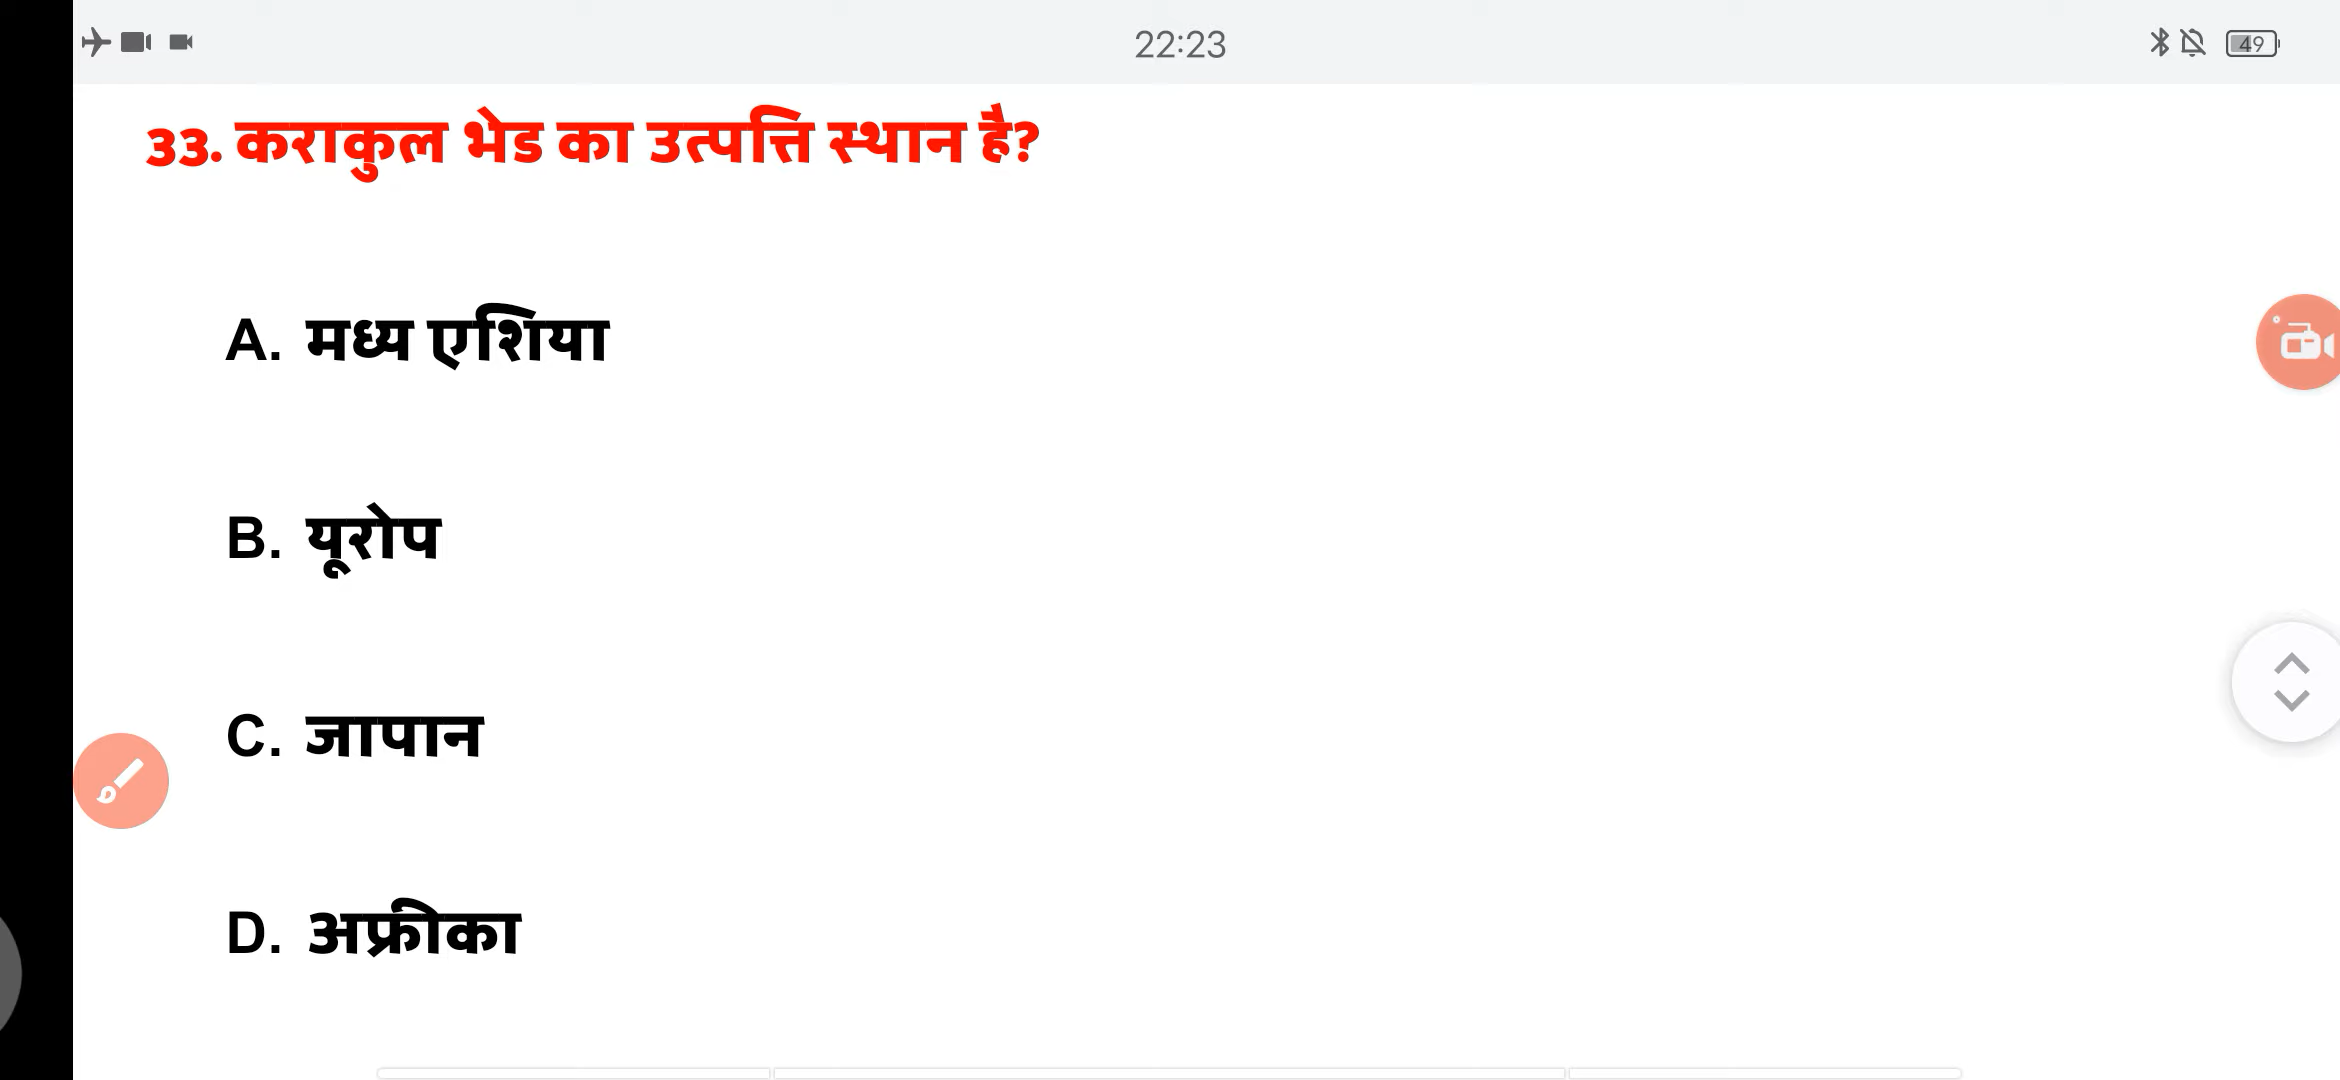 22:23
49
33. कराकुल भेड का उत्पत्ति स्थान है?
A. मध्य एशिया
B. यूरोप
C. जापान
D. अफ्रीका